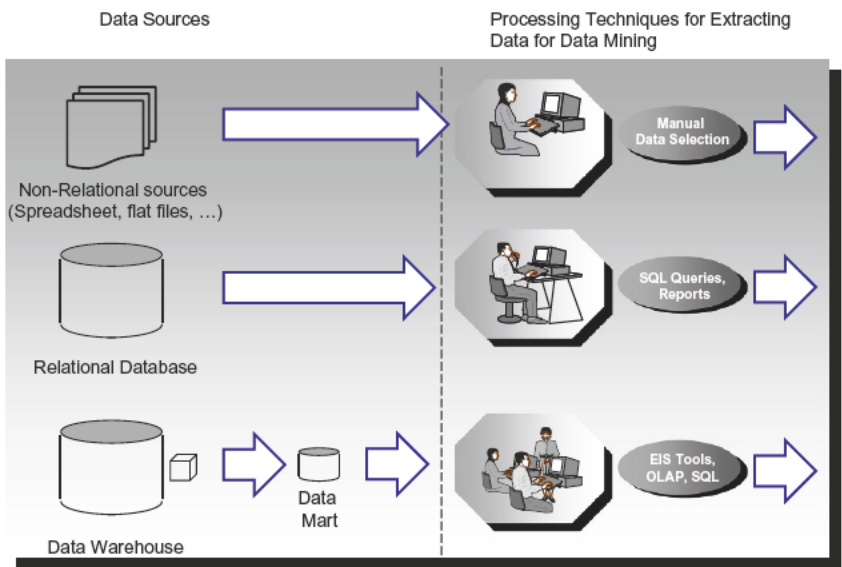 Data Sources
Processing Techniques for Extracting
Data for Data Mining
Manual
Data Selection
Non-Relational sources
(Spreadsheet, flat files, …)
SQL Queries,
Reports
Relational Database
EIS Tools,
OLAP, SQL
Data
Mart
Data Warehouse